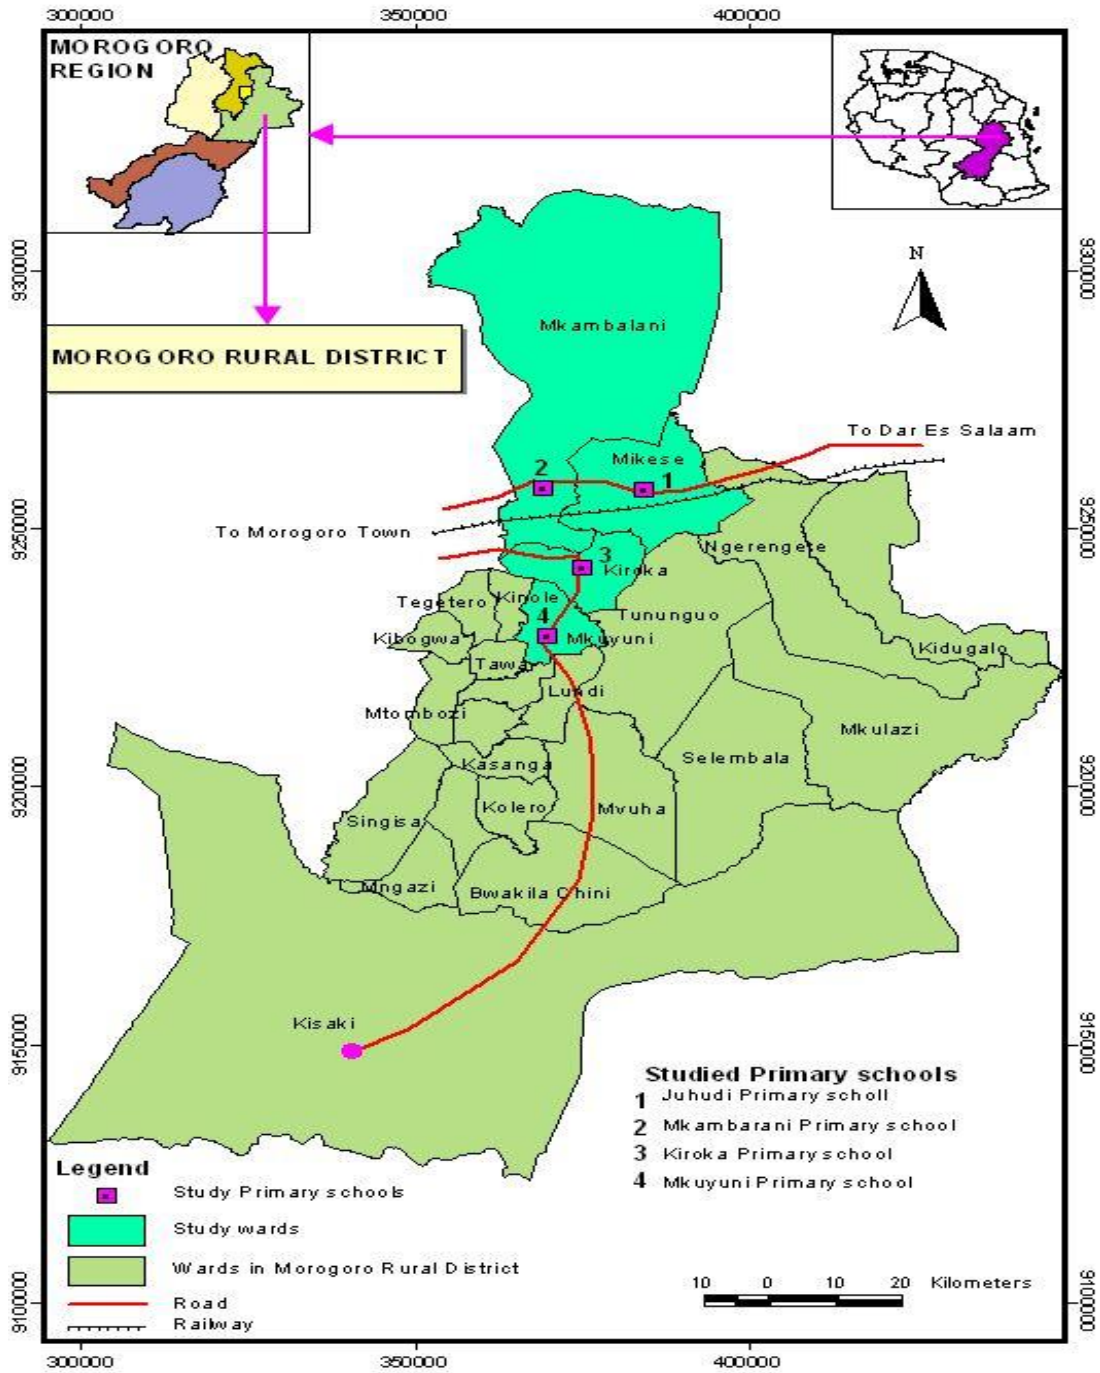 300000 350000 400000
MOROGORO
REGION
N
9300000 9300000
Mkambalani
MOROGORO RURAL DISTRICT
To Dar Es Salaam
Mikese
2
1
To Morogoro Town
9250000 9250000
Ngerengete
3
Kiroka
Kinole
Tegetero
4
Tununguo
Kibogwa
Mkuyuni
Kidugalo
Tawa
Lundi
Mtombozi
Mkulazi
Selembala
Kasanga
9200000 9200000
Kolero
Mvuha
Singisa
Mngazi
Bwakila Chini
Kisaki
9150000 9150000
Studied Primary schools
1 Juhudi Primary scholl
2 Mkambarani Primary school
3 Kiroka Primary school
4 Mkuyuni Primary school
Legend
Study Primary schools
Study wards
Wards in Morogoro Rural District
Road
Railway
10 0 10 20 Kilometers
9100000 9100000
300000 350000 400000